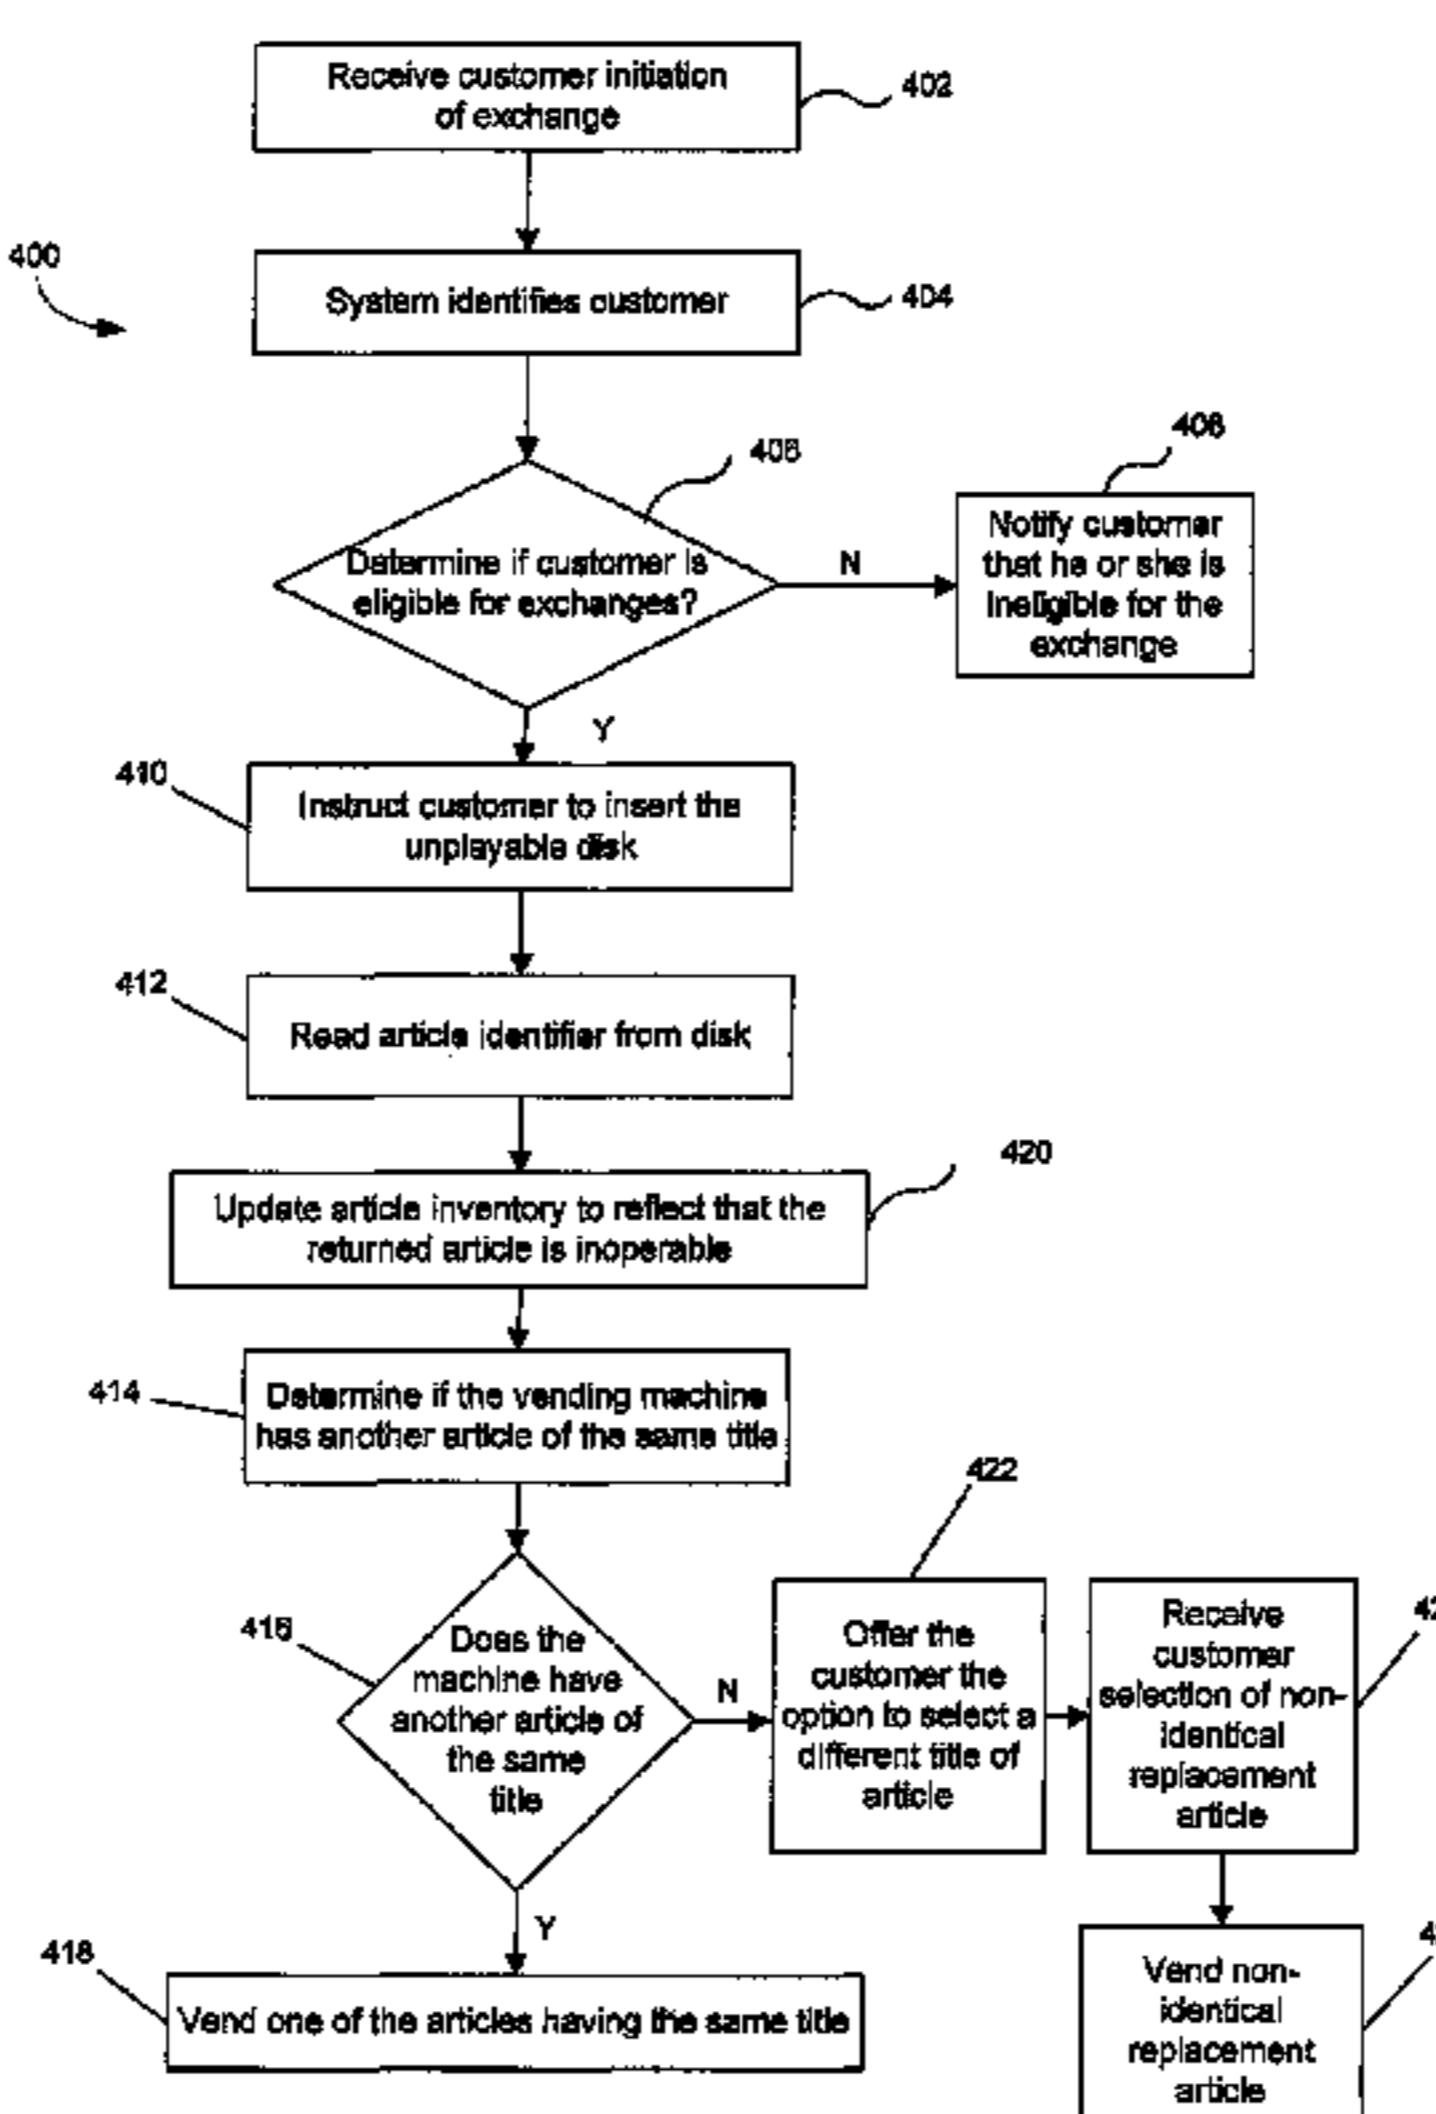 Receive customer initiation
of exchange
402
400
System identifies customer
404
406
408
Determine if customer is
eligible for exchanges?
N
Notify customer
that he or she is
ineligible for the
exchange
Y
410
Instruct customer to insert the
unplayable disk
412
Read article identifier from disk
420
Update article inventory to reflect that the
returned article is inoperable
414
Determine if the vending machine
has another article of the same title
422
416
Does the
machine have
another article of
the same
title
N
Offer the
customer the
option to select a
different title of
article
Receive
customer
selection of non-
identical
replacement
article
Y
418
Vend one of the articles having the same title
Vend non-
identical
replacement
article